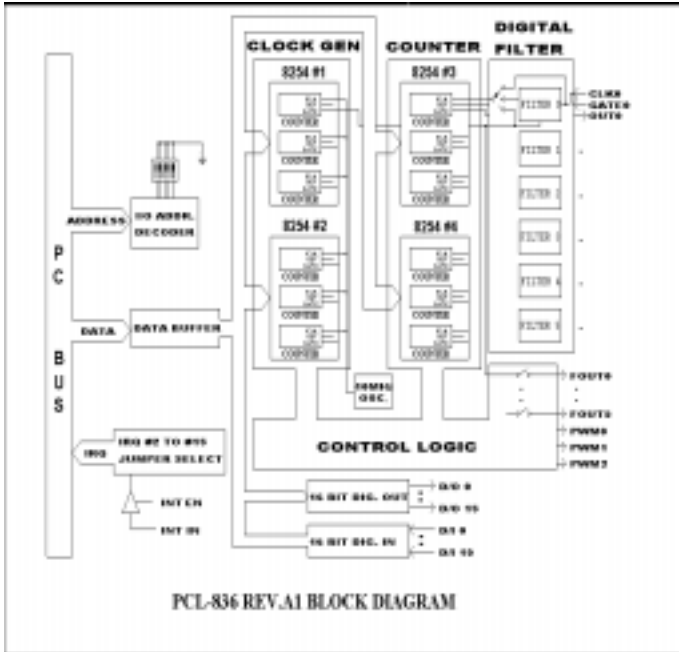 DIGITAL
FILTER
CLOCK GEN
COUNTER
8254 #1
8254 #3
COUNTER
COUNTER
COUNTER
COUNTER
COUNTER
COUNTER
FILTER 0
CLK0
GATE0
OUT0
FILTER 1
FILTER 2
FILTER 3
FILTER 4
FILTER 5
ADDRESS
I/O ADDR.
DECODER
8254 #2
8254 #4
COUNTER
COUNTER
COUNTER
COUNTER
COUNTER
COUNTER
PC
BUS
DATA
DATA BUFFER
10MHz
OSC.
FOUT0
PWM0
PWM1
PWM2
CONTROL LOGIC
IRQ
IRQ #2 TO #15
JUMPER SELECT
INT EN
INT IN
16 BIT DIG. OUT
D/O 0
D/O 15
16 BIT DIG. IN
D/I 0
PCL-836 REV.A1 BLOCK DIAGRAM